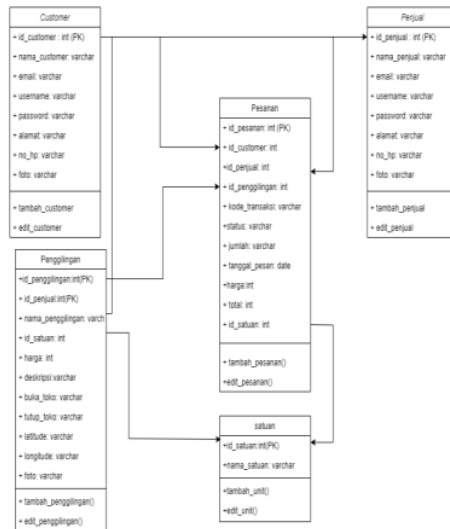 Customer
+ id_customer : int (PK)
+ nama_customer: varchar
+ email: varchar
+ username: varchar
+ password: varchar
+ alamat: varchar
+ no_hp: varchar
+ foto: varchar
+ tambah_customer
+ edit_customer
Penjual
+ id_penjual : int (PK)
+ nama_penjual: varchar
+ email: varchar
+ username: varchar
+ password: varchar
+ alamat: varchar
+ no_hp: varchar
+ foto: varchar
+ tambah_penjual
+ edit_penjual
Pesanan
+ id_pesanan: int (PK)
+ id_customer: int
+id_penjual: int
+ id_penggilingan: int
+ kode_transaksi: varchar
+status: varchar
+ jumlah: varchar
+ tanggal_pesan: date
+harga:int
+ total: int
+ id_satuan: int
+ tambah_pesanan()
+edit_pesanan()
Penggilingan
+id_penggilingan:int(PK)
+id_penjual:int(PK)
+ nama_penggilingan: varch
+ id_satuan: int
+ harga: int
+ deskripsi:varchar
+ buka_toko: varchar
+ tutup_toko: varchar
+ latitude: varchar
+ longitude: varchar
+ foto: varchar
+ tambah_penggilingan()
+ edit_penggilingan()
satuan
+id_satuan:int(PK)
+nama_satuan: varchar
+tambah_unit()
+edit_unit()